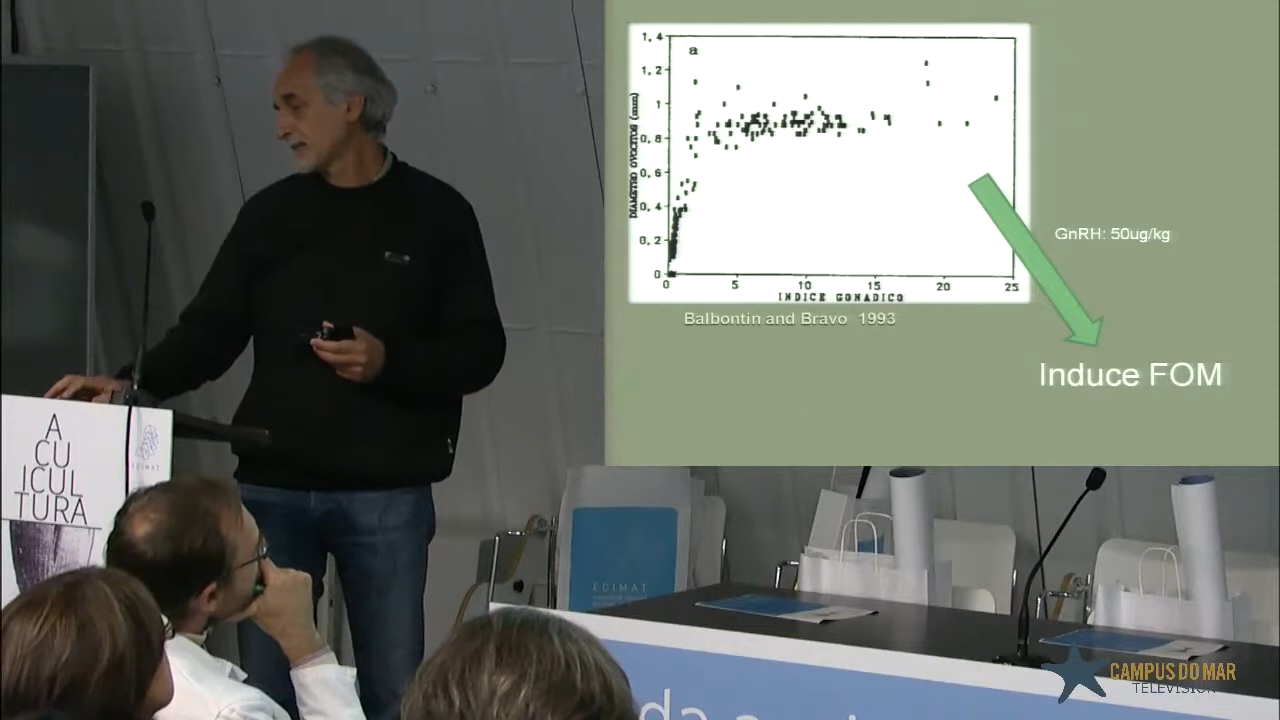 1,4
a
1,2
1
0,8
0,6
0,4
0,2
0
0 5 10 15 20 25
DIAMETRO OVOCITOS (mm)
INDICE GONADICO
Balbontin and Bravo 1993
GnRH: 50ug/kg
Induce FOM
A
CU
ICUL
TURA
ECIMAT
ECIMAT
CAMPUS DO MAR
TELEVISION